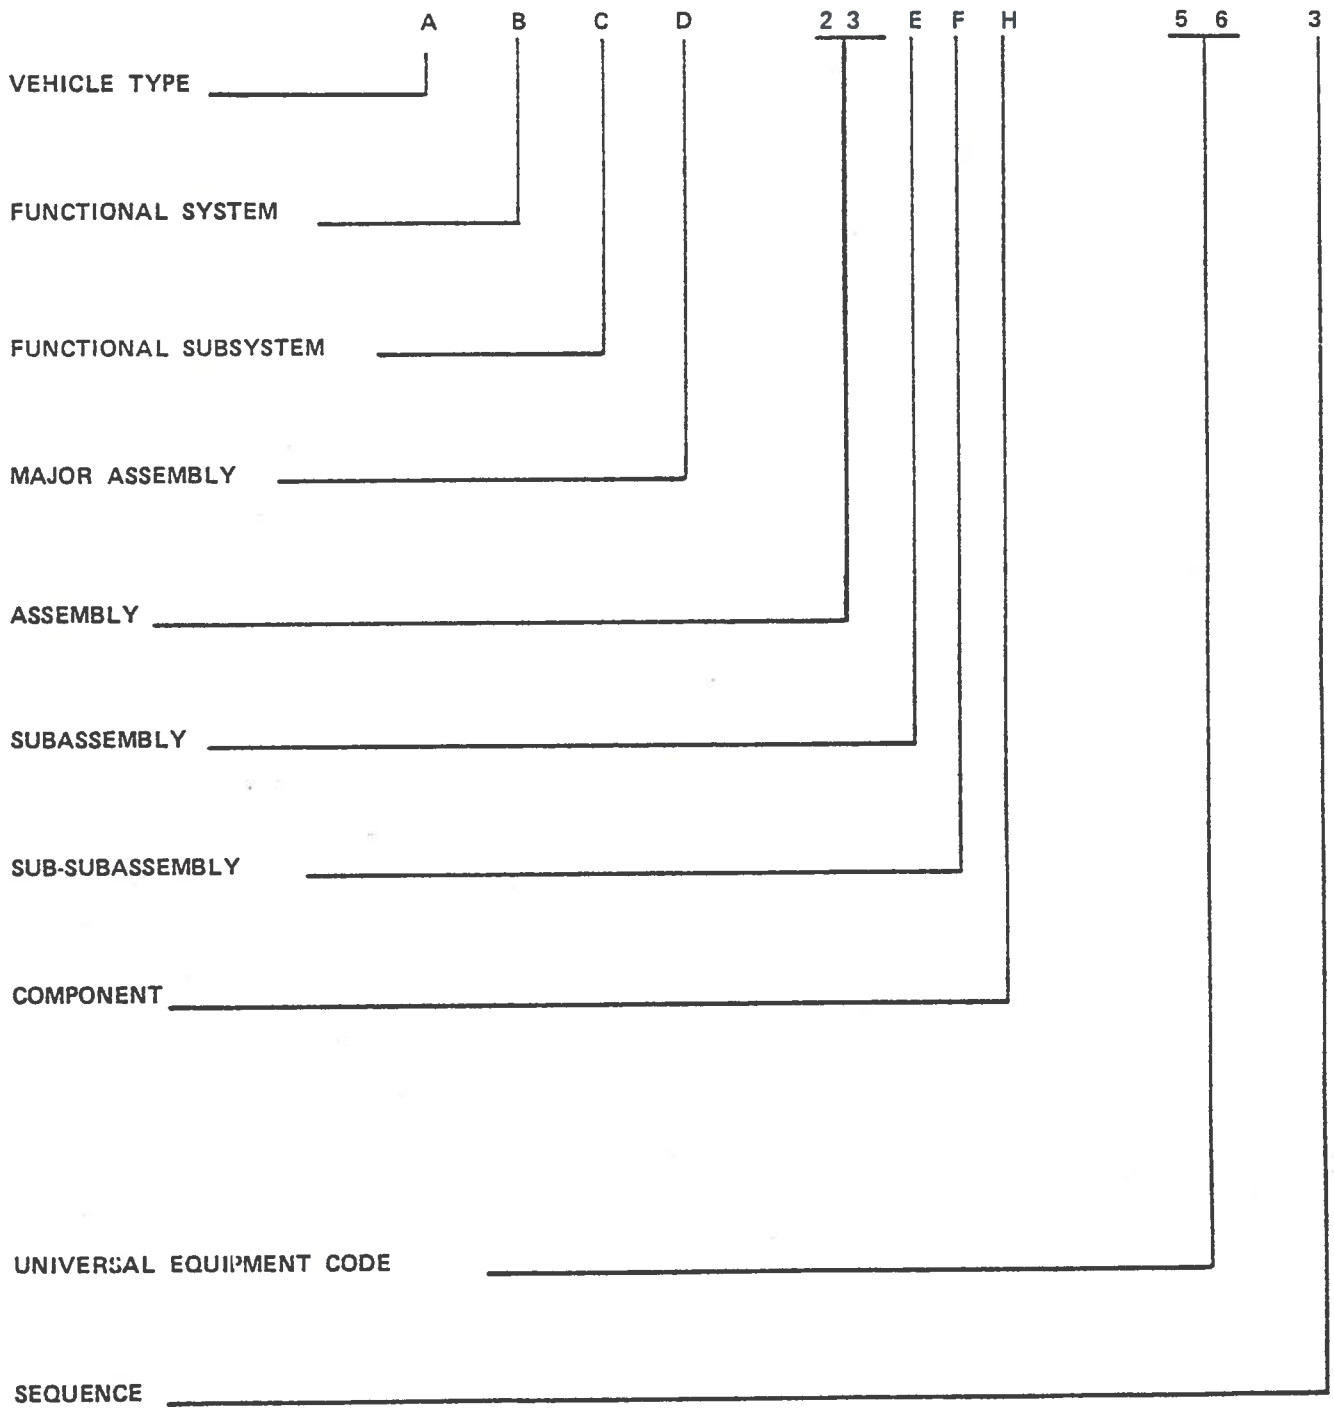 A B C D 2 3 E F H 5 6 3
VEHICLE TYPE
FUNCTIONAL SYSTEM
FUNCTIONAL SUBSYSTEM
MAJOR ASSEMBLY
ASSEMBLY
SUBASSEMBLY
SUB-SUBASSEMBLY
COMPONENT
UNIVERSAL EQUIPMENT CODE
SEQUENCE